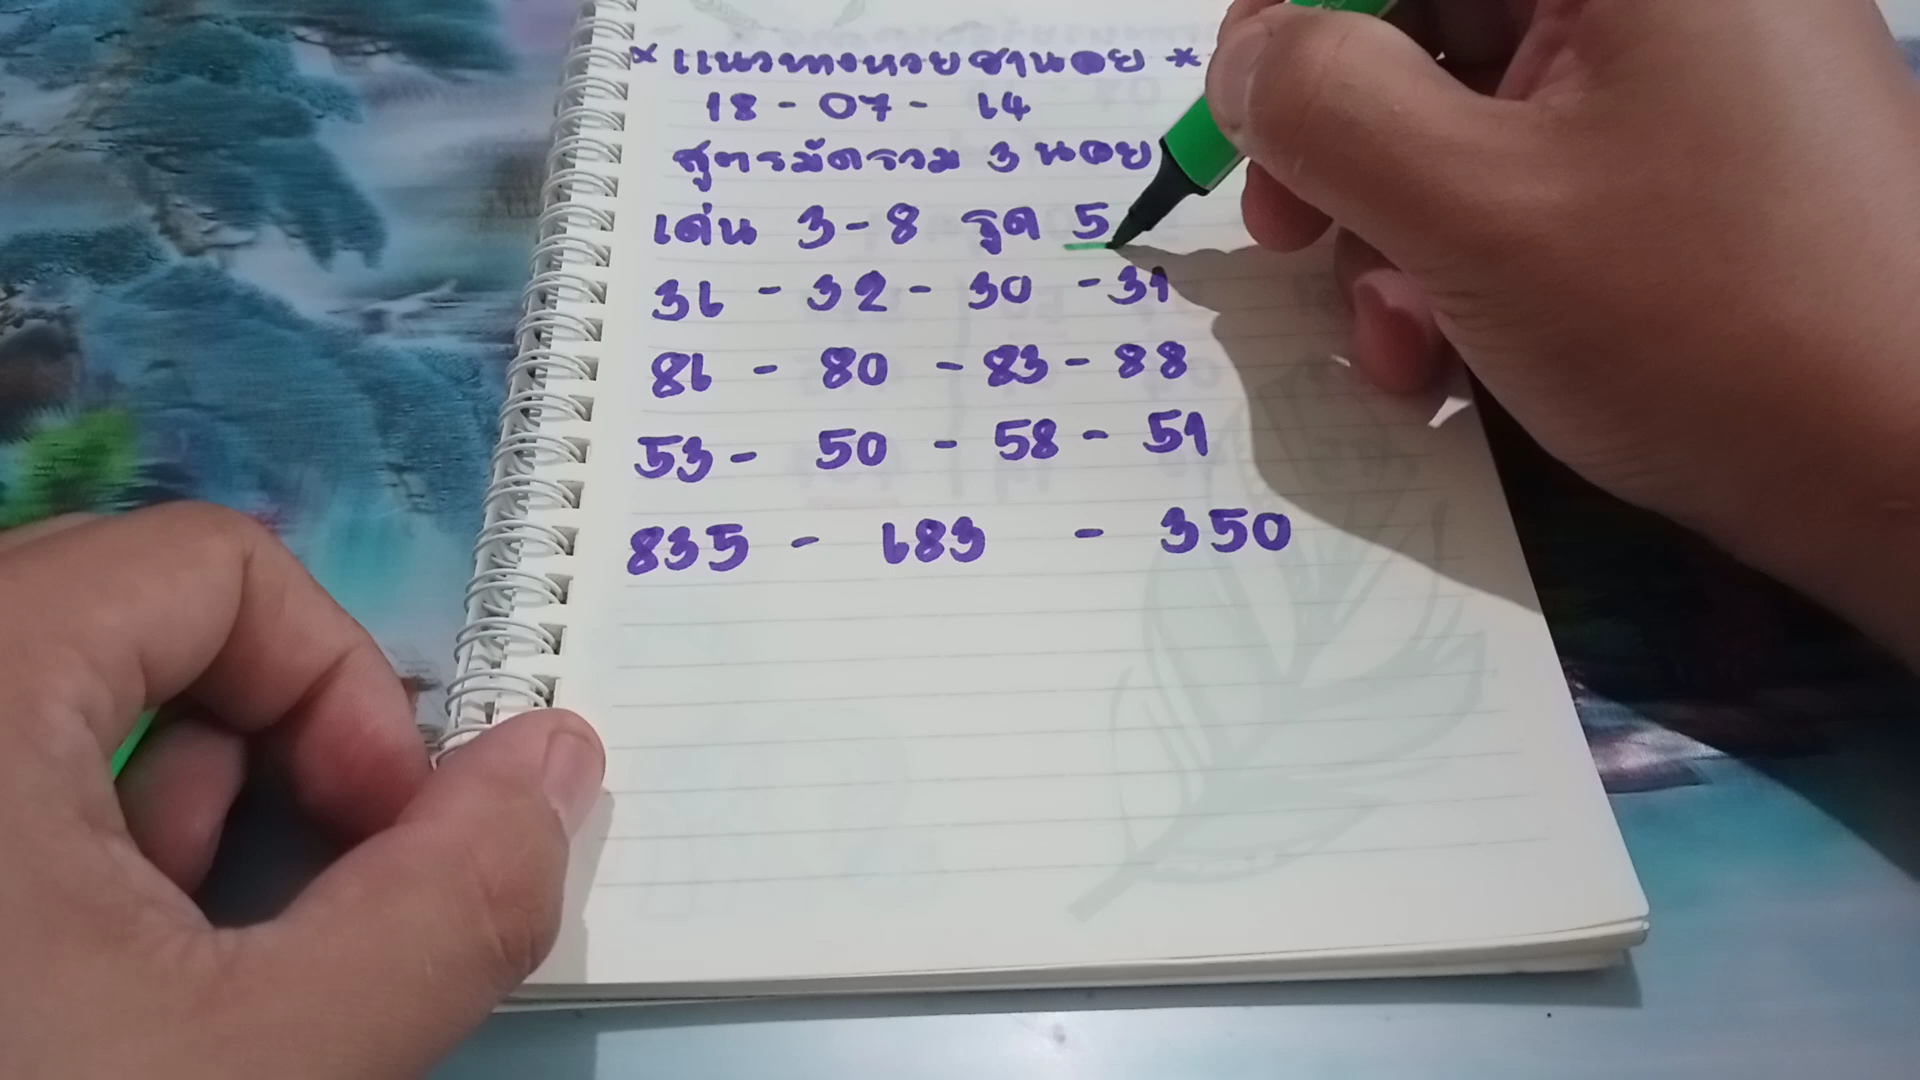 * แนวทางหวยฮานอย *
18 - 07 - 64
สูตรมัดรวม 3 นอย
เด่น 3 - 8 รูด 5
36 - 32 - 30 - 31
86 - 80 - 83 - 88
53 - 50 - 58 - 51
835 - 683 - 350